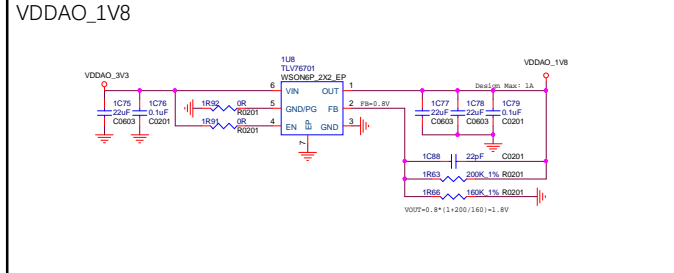 VDDAO_1V8
1U8
TLV76701
WSON6P_2X2_EP
VDDAO_3V3
VDDAO_1V8
6 VIN OUT 1
Design Max: 1A
1C75
22uF
C0603
1C76
0.1uF
C0201
1R92 0R
R0201
5 GND/PG FB 2 FB=0.8V
1R91 0R
R0201
4 EN EP GND 3
7
1C77
22uF
C0603
1C78
22uF
C0603
1C79
0.1uF
C0201
1C88 22pF C0201
1R63 200K_1% R0201
1R66 160K_1% R0201
VOUT=0.8*(1+200/160)=1.8V